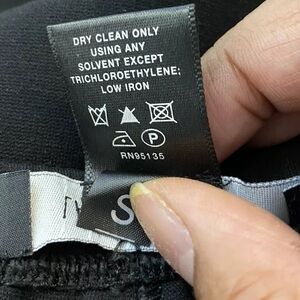 DRY CLEAN ONLY
USING ANY
SOLVENT EXCEPT
TRICHLOROETHYLENE;
LOW IRON
P
RN95135
S